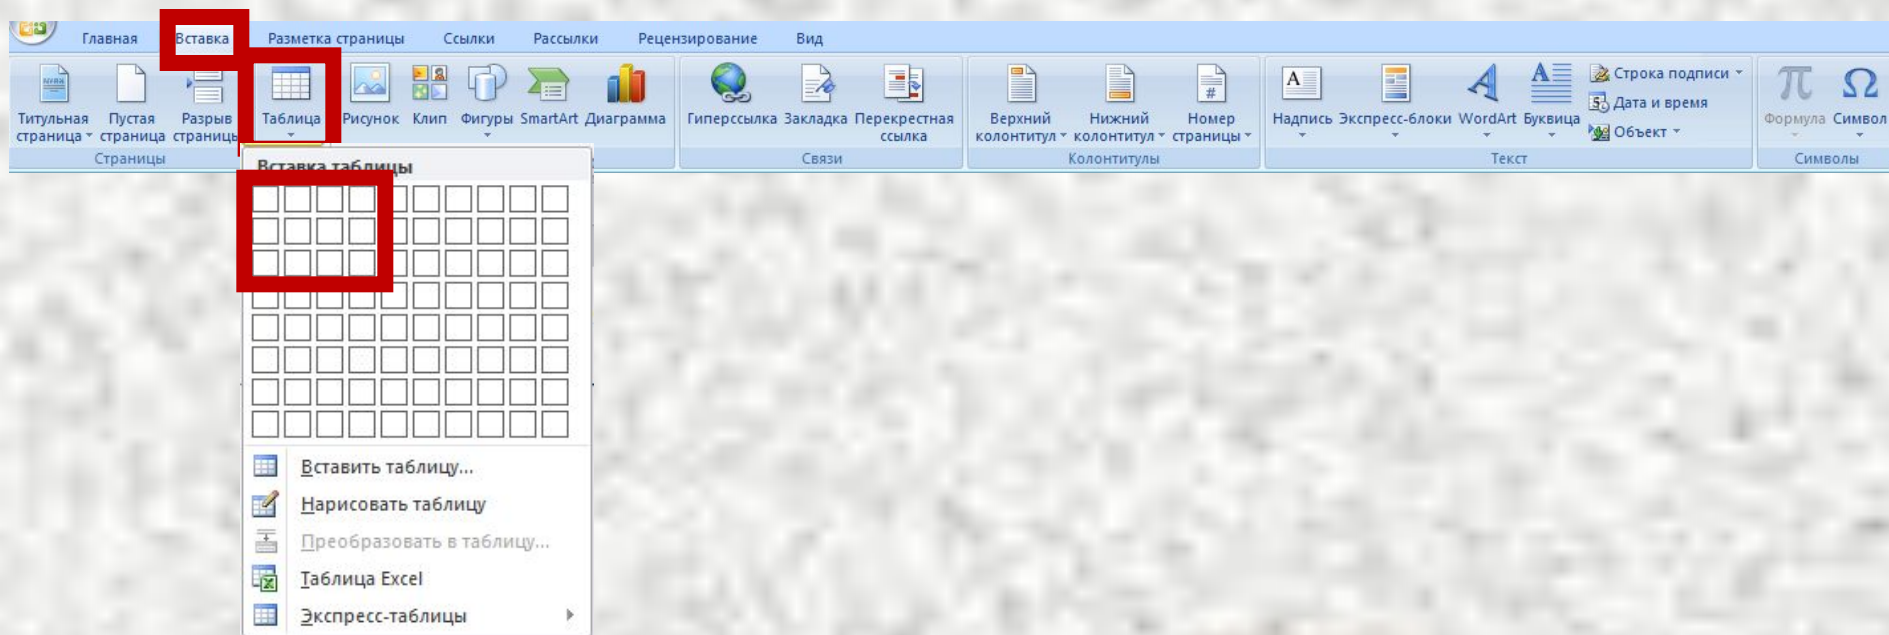 Главная Вставка Разметка страницы Ссылки Рассылки Рецензирование Вид
Титульная страница
Пустая страница
Разрыв страницы
Таблица
Рисунок
Клип
Фигуры
SmartArt
Диаграмма
Гиперссылка
Закладка
Перекрестная ссылка
Верхний колонтитул
Нижний колонтитул
Номер страницы
Надпись
Экспресс-блоки
WordArt
Буквица
Строка подписи
Дата и время
Объект
Формула
Символ
Страницы
Связи
Колонтитулы
Текст
Символы
Вставка таблицы
Вставить таблицу...
Нарисовать таблицу
Преобразовать в таблицу...
Таблица Excel
Экспресс-таблицы